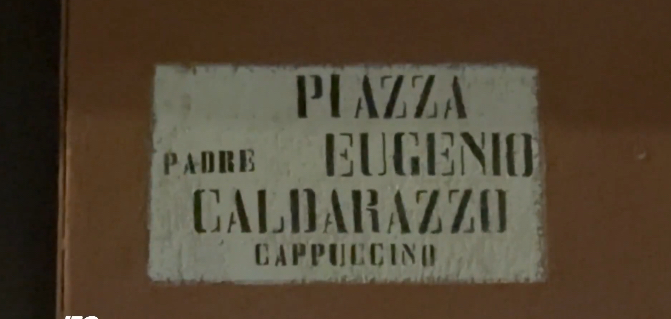 PIAZZA
PADRE EUGENIO
CALDARAZZO
CAPPUCCINO